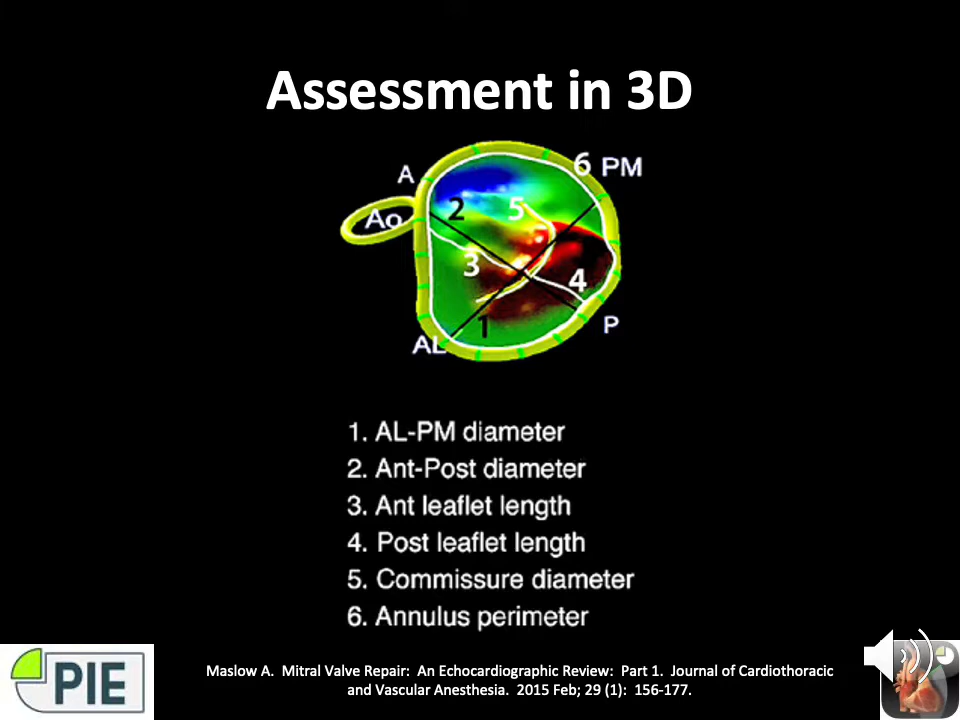 Assessment in 3D
A
6 PM
Ao
2
5
3
4
1
P
AL
1. AL-PM diameter
2. Ant-Post diameter
3. Ant leaflet length
4. Post leaflet length
5. Commissure diameter
6. Annulus perimeter
PIE
Maslow A. Mitral Valve Repair: An Echocardiographic Review: Part 1. Journal of Cardiothoracic
and Vascular Anesthesia. 2015 Feb; 29 (1): 156-177.